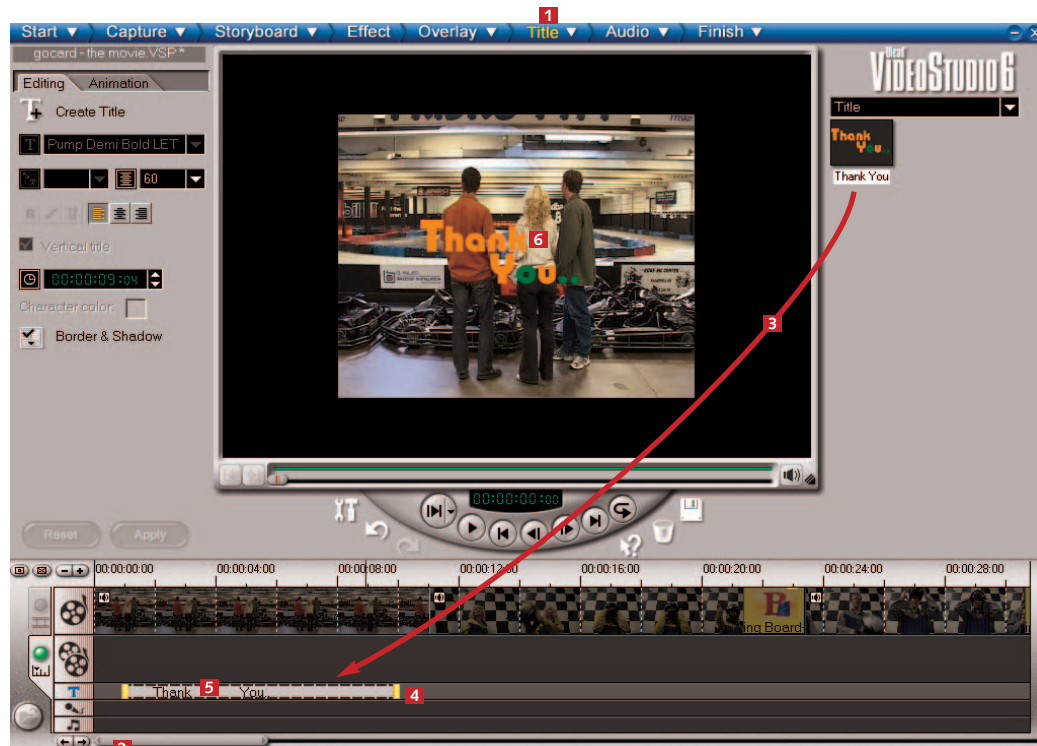 1
Start ▼ Capture ▼ Storyboard ▼ Effect Overlay ▼ Title ▼ Audio ▼ Finish ▼
gocard - the movie.VSP *
Editing Animation
Create Title
T Pump Demi Bold LET
60
B I U
Vertical title
00:00:09:04
Character color:
Border & Shadow
Reset Apply
Thank
You..
6
Ulead
VIDEOSTUDIO 6
Title
Thank
You..
Thank You
3
00:00:00:00
00:00:00:00 00:00:04:00 00:00:08:00 00:00:12:00 00:00:16:00 00:00:20:00 00:00:24:00 00:00:28:00
ing Board-
T Thank 5 You 4
2